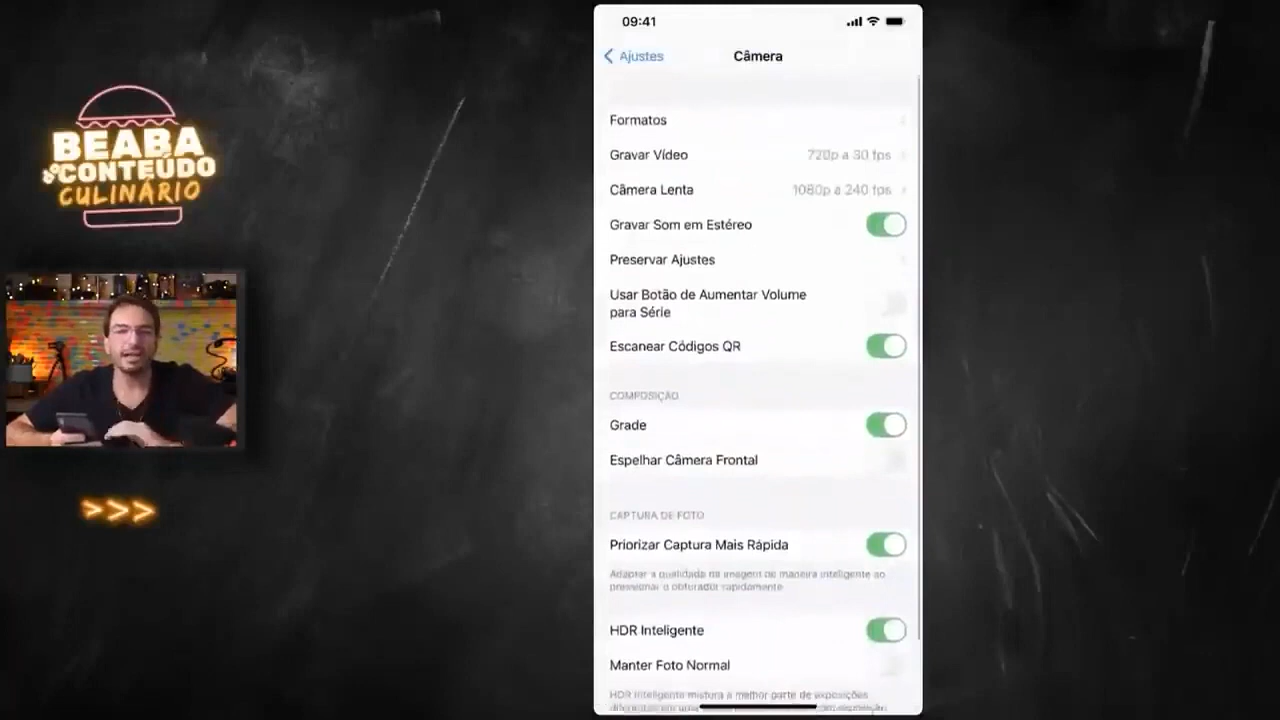 BEABA
DO CONTEÚDO
CULINÁRIO
>>>
09:41
Ajustes
Câmera
Formatos
Gravar Vídeo 720p a 30 fps
Câmera Lenta 1080p a 240 fps
Gravar Som em Estéreo
Preservar Ajustes
Usar Botão de Aumentar Volume
para Série
Escanear Códigos QR
COMPOSIÇÃO
Grade
Espelhar Câmera Frontal
CAPTURA DE FOTO
Priorizar Captura Mais Rápida
Adaptar a qualidade da imagem de maneira inteligente ao
pressionar o obturador rapidamente
HDR Inteligente
Manter Foto Normal
HDR Inteligente mistura a melhor parte de exposições